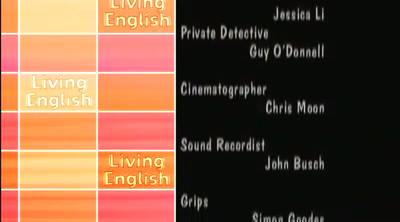 Living
English
Living
English
Living
English
Jessica Li
Private Detective
Guy O'Donnell
Cinematographer
Chris Moon
Sound Recordist
John Busch
Grips
Simon